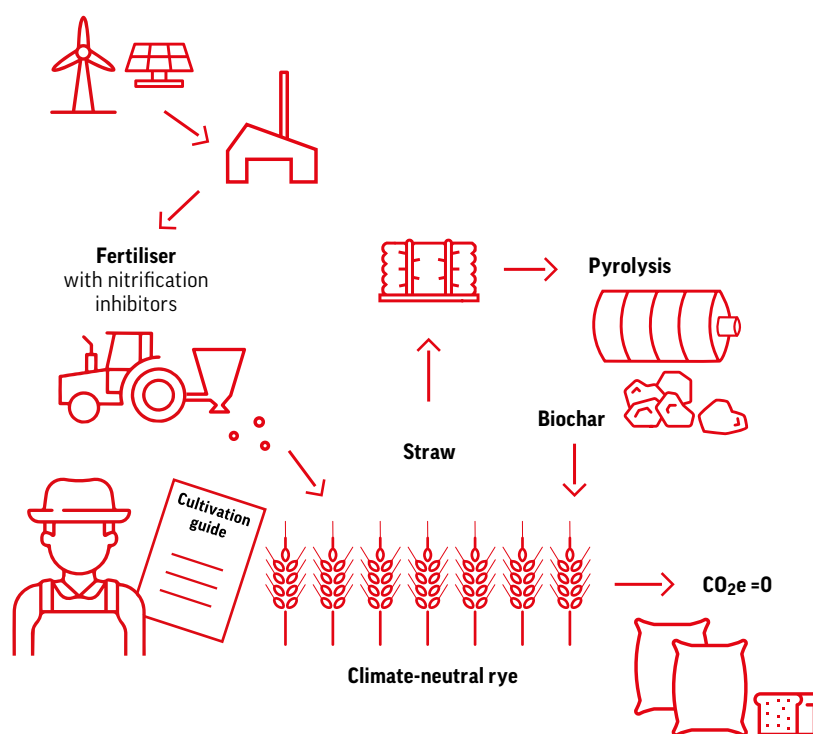 Fertiliser
with nitrification
inhibitors
Pyrolysis
Biochar
Straw
Cultivation
guide
CO₂e =0
Climate-neutral rye